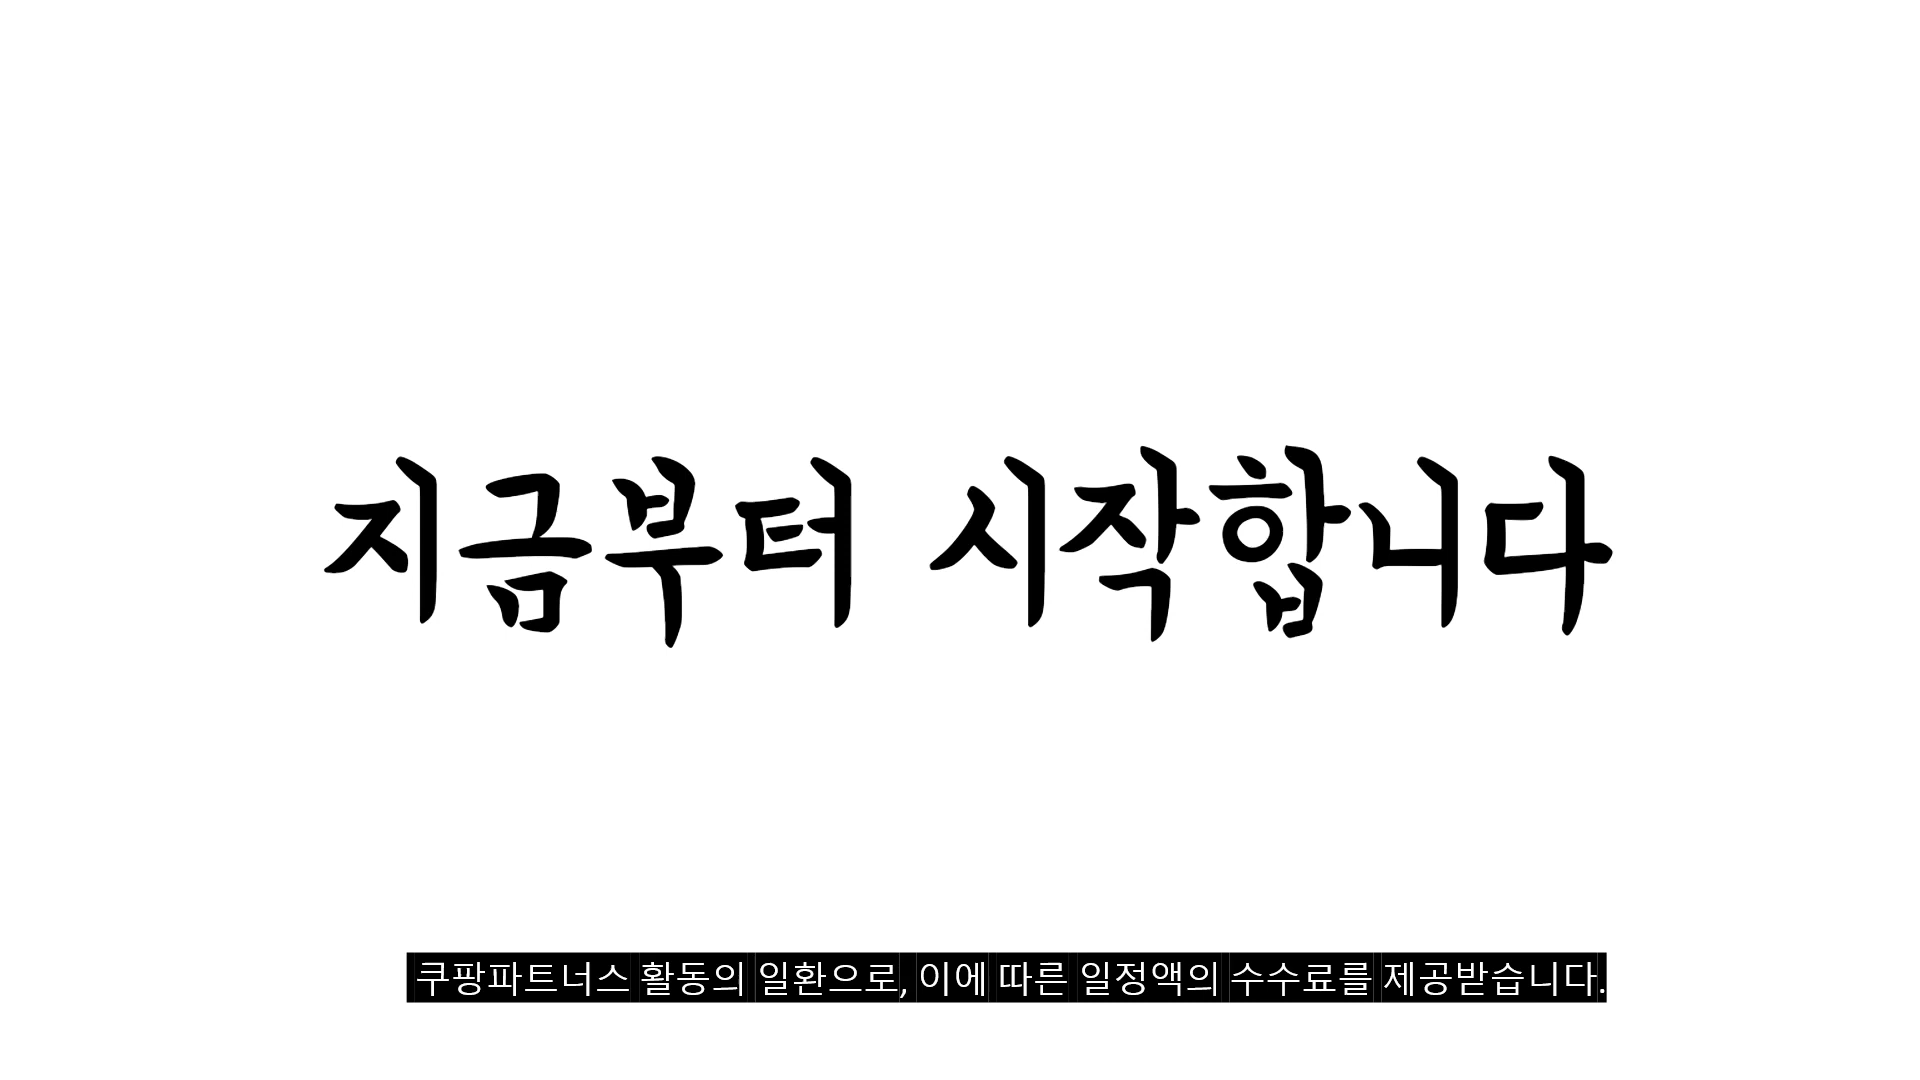 지금부터 시작합니다
쿠팡파트너스 활동의 일환으로, 이에 따른 일정액의 수수료를 제공받습니다.